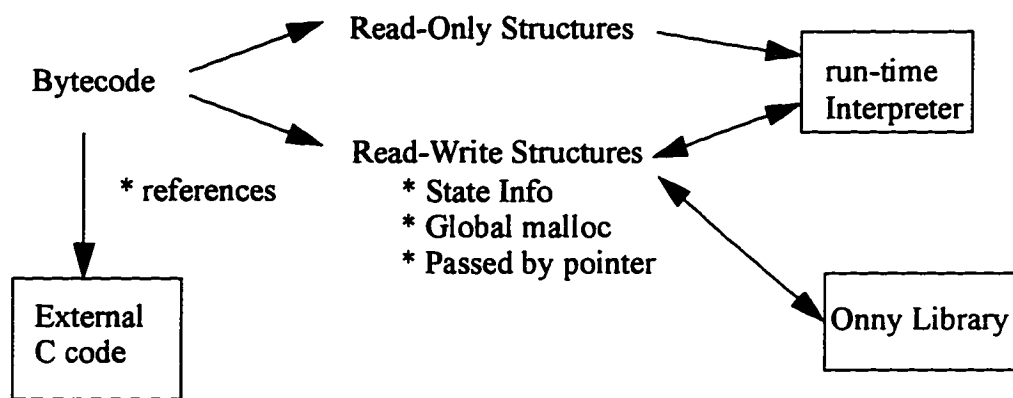 Read-Only Structures
Bytecode
run-time
Interpreter
Read-Write Structures
* references
* State Info
* Global malloc
* Passed by pointer
External
C code
Onny Library